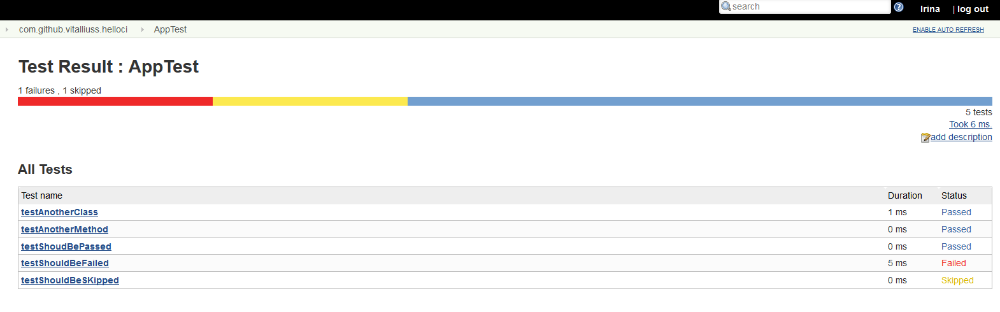 search
Irina | log out
com.github.vitalliuss.helloci AppTest ENABLE AUTO REFRESH
Test Result : AppTest
1 failures , 1 skipped
5 tests
Took 6 ms.
add description
All Tests
Test name Duration Status
testAnotherClass 1 ms Passed
testAnotherMethod 0 ms Passed
testShoudBePassed 0 ms Passed
testShouldBeFailed 5 ms Failed
testShouldBeSKipped 0 ms Skipped